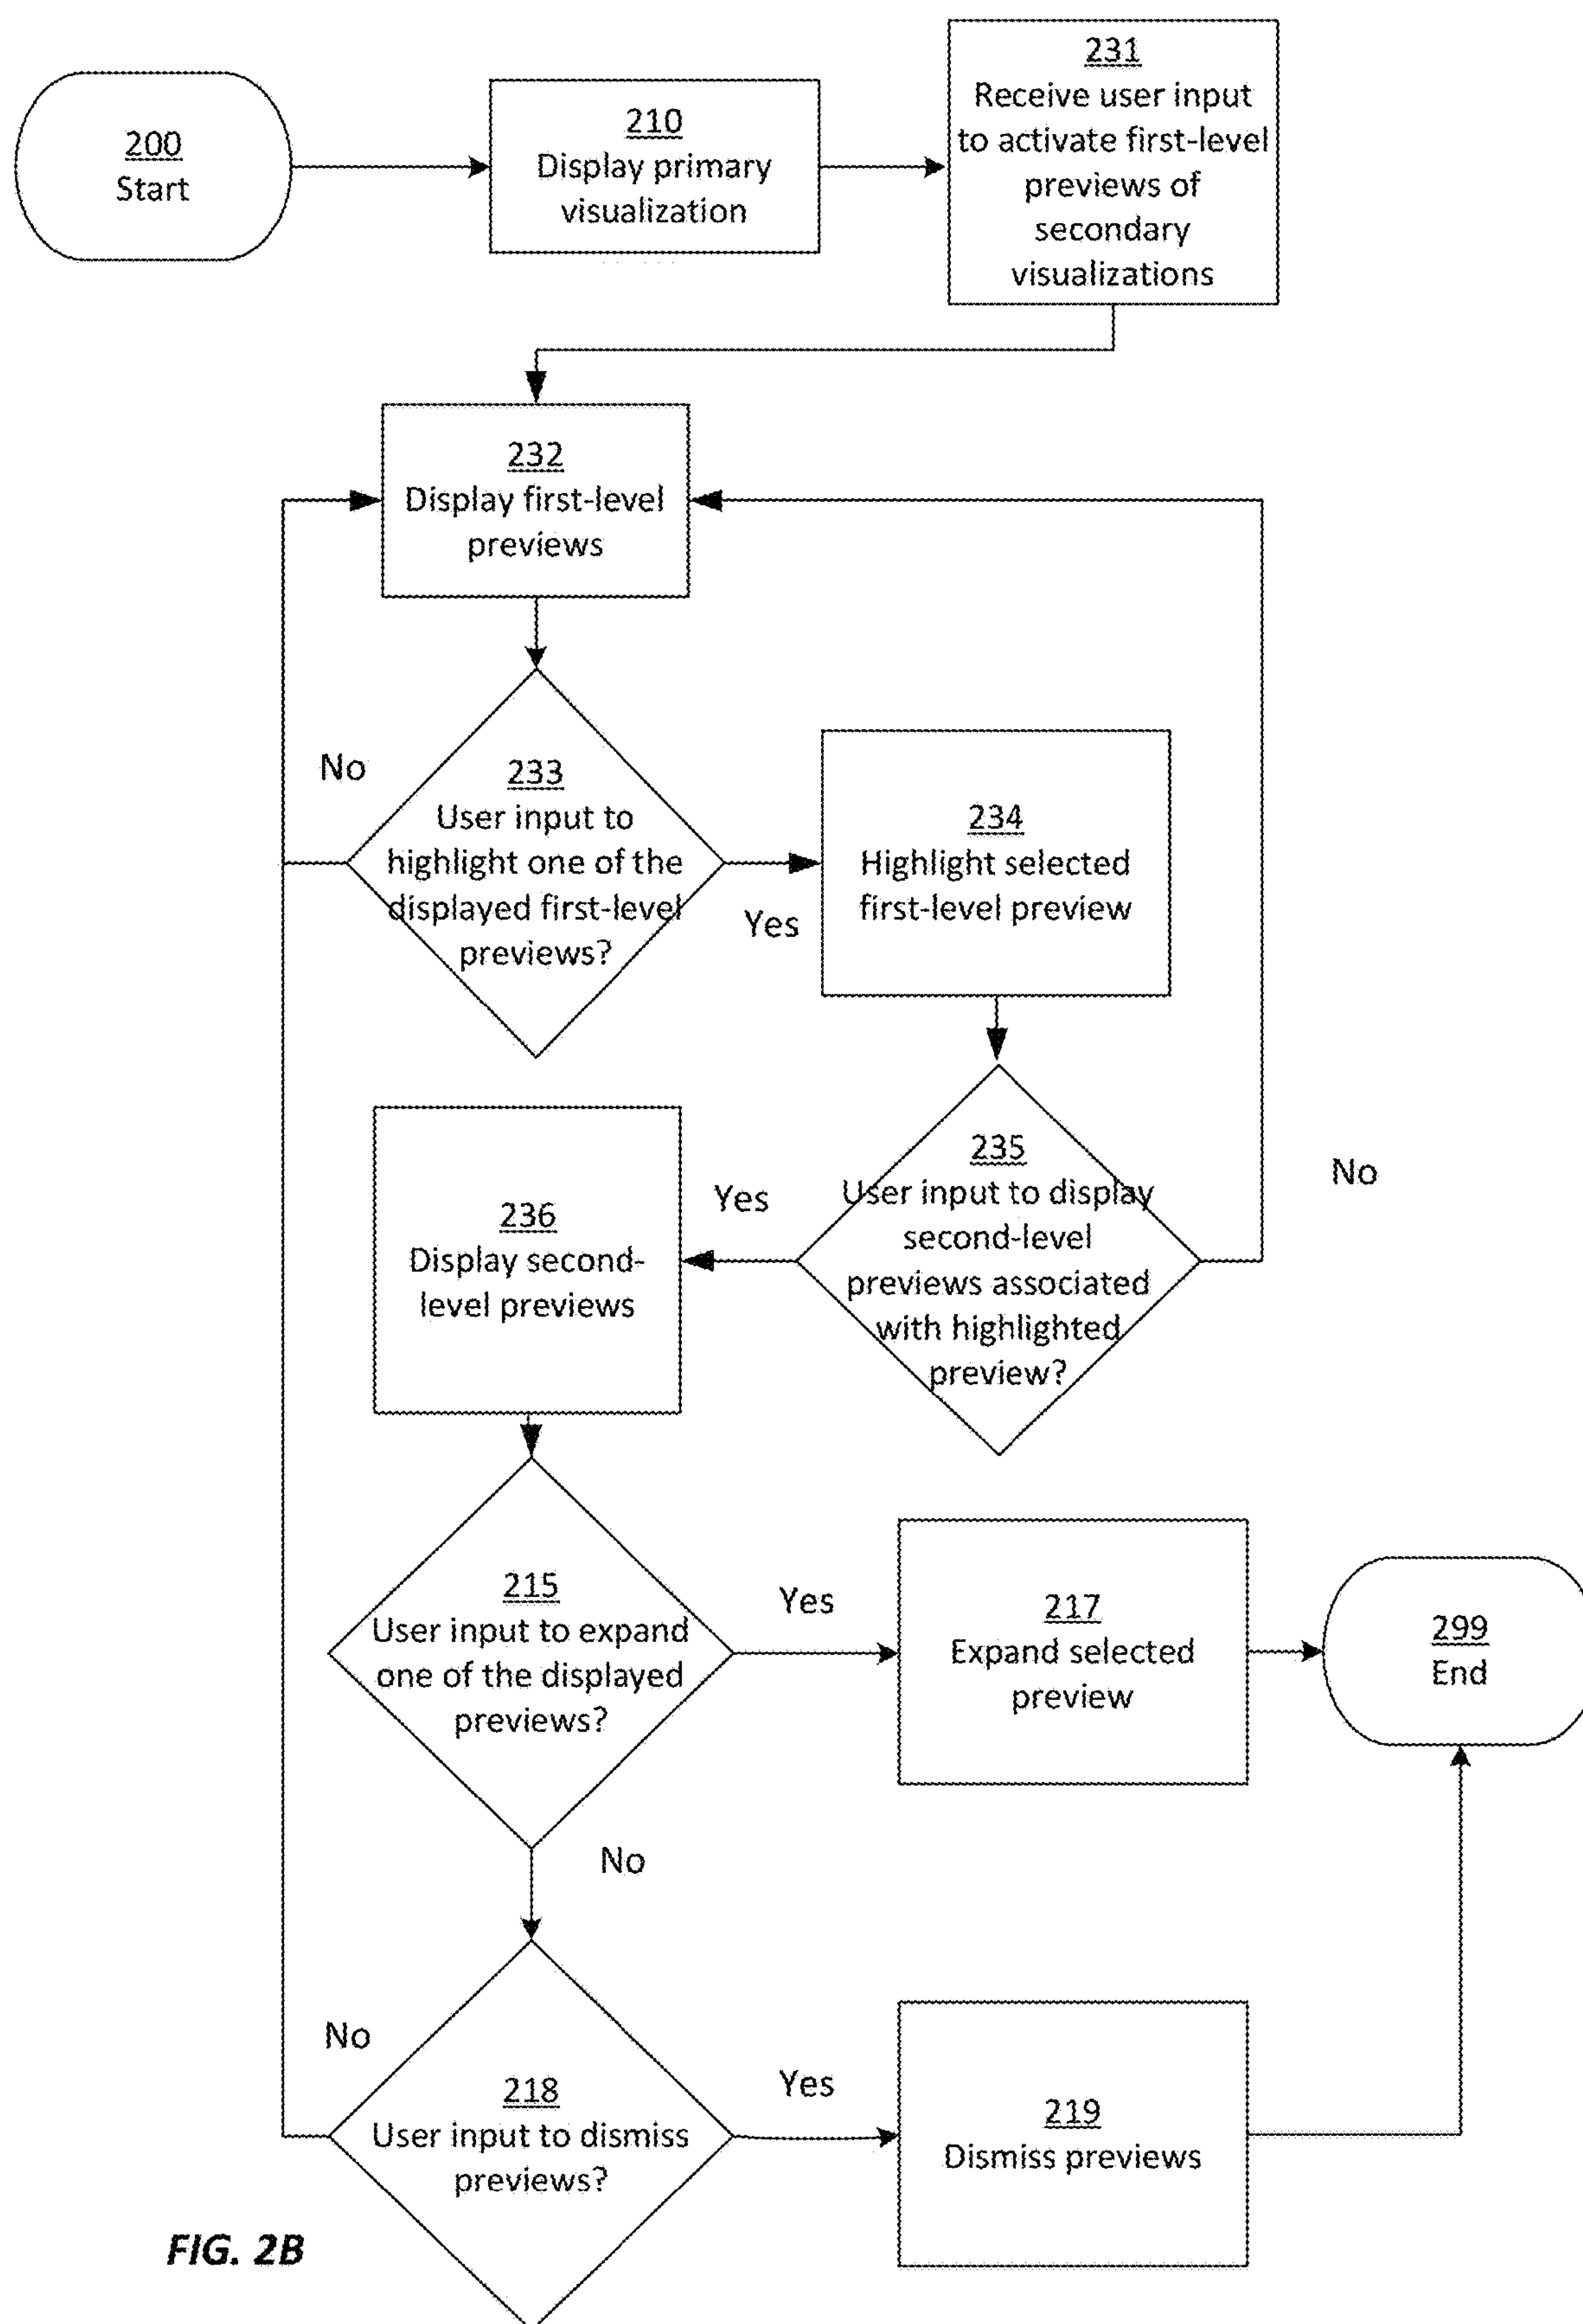 200
Start
210
Display primary
visualization
231
Receive user input
to activate first-level
previews of
secondary
visualizations
232
Display first-level
previews
No
233
User input to
highlight one of the
displayed first-level
previews?
Yes
234
Highlight selected
first-level preview
235
User input to display
second-level
previews associated
with highlighted
preview?
No
Yes
236
Display second-
level previews
215
User input to expand
one of the displayed
previews?
Yes
217
Expand selected
preview
299
End
No
No
218
User input to dismiss
previews?
Yes
219
Dismiss previews
FIG. 2B